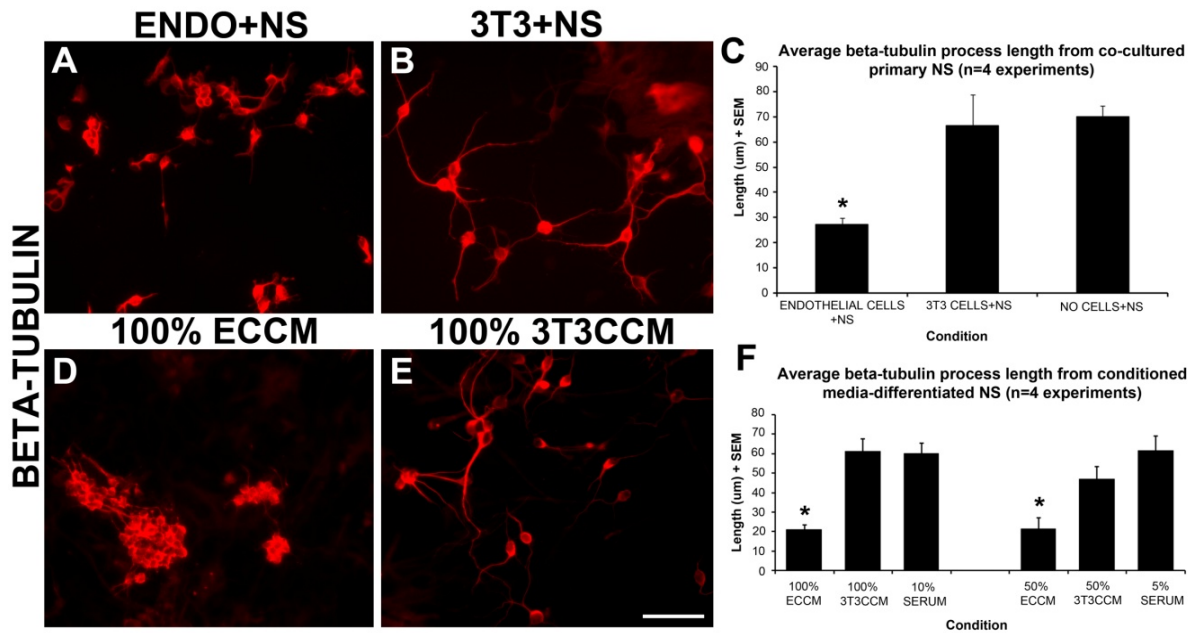 ENDO+NS
3T3+NS
BETA-TUBULIN
A
B
100% ECCM
100% 3T3CCM
D
E
C
Average beta-tubulin process length from co-cultured
primary NS (n=4 experiments)
Length (um) + SEM
90
80
70
60
50
40
30
20
10
0
*
ENDOTHELIAL CELLS
+NS
3T3 CELLS+NS
NO CELLS+NS
Condition
F
Average beta-tubulin process length from conditioned
media-differentiated NS (n=4 experiments)
Length (um) + SEM
80
70
60
50
40
30
20
10
0
*
*
100%
ECCM
100%
3T3CCM
10%
SERUM
50%
ECCM
50%
3T3CCM
5%
SERUM
Condition